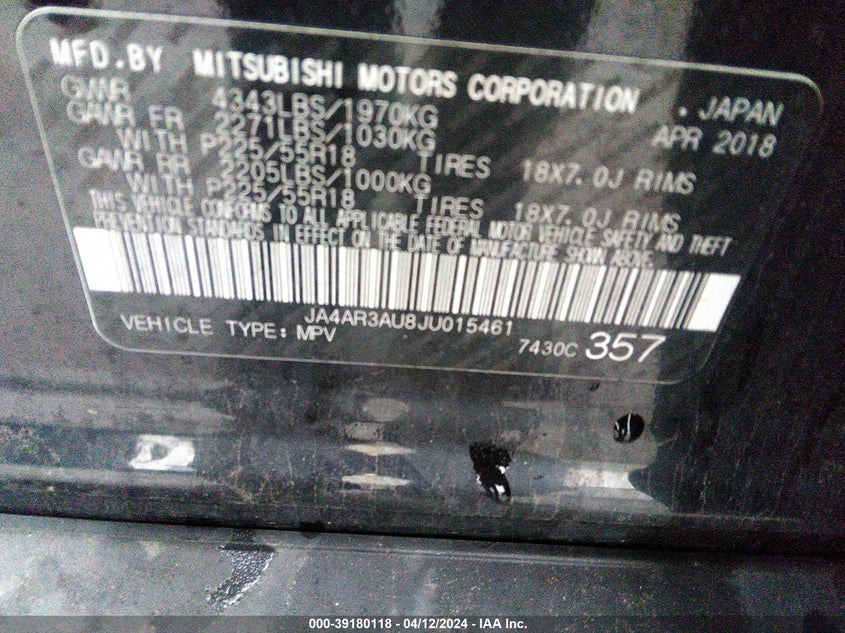 MFD.BY MITSUBISHI MOTORS CORPORATION . JAPAN
GVWR 4343LBS/1970KG APR 2018
GAWR FR 2271LBS/1030KG
WITH P225/55R18 TIRES 18X7.0J RIMS
GAWR RR 2205LBS/1000KG
WITH P225/55R18 TIRES 18X7.0J RIMS
THIS VEHICLE CONFORMS TO ALL APPLICABLE FEDERAL MOTOR VEHICLE SAFETY AND THEFT
PREVENTION STANDARDS IN EFFECT ON THE DATE OF MANUFACTURE SHOWN ABOVE.
JA4AR3AU8JU015461
VEHICLE TYPE: MPV 7430C 357
000-39180118 - 04/12/2024 - IAA Inc.